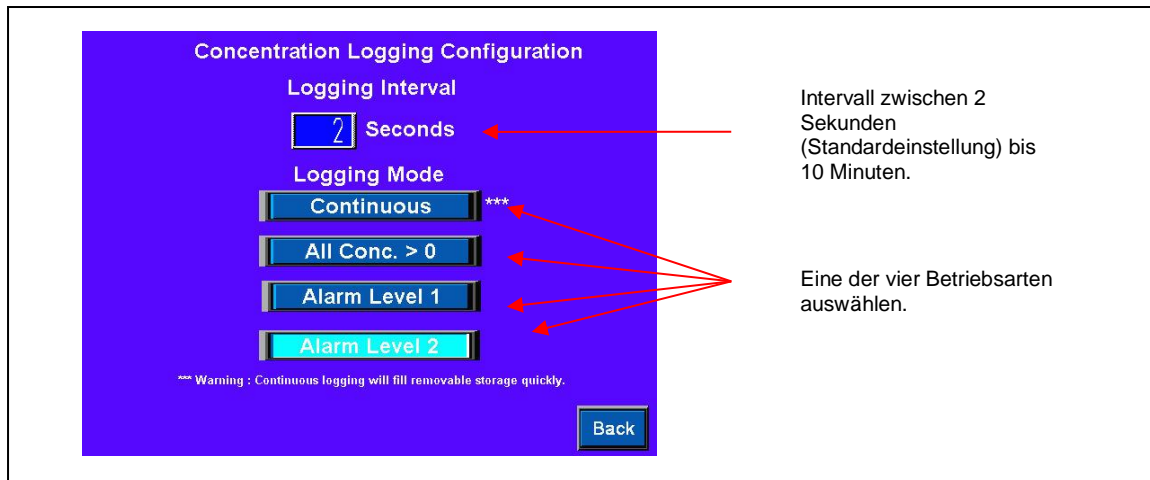 Concentration Logging Configuration
Logging Interval
2 Seconds
Logging Mode
Continuous ***
All Conc. > 0
Alarm Level 1
Alarm Level 2
*** Warning : Continuous logging will fill removable storage quickly.
Back
Intervall zwischen 2
Sekunden
(Standardeinstellung) bis
10 Minuten.
Eine der vier Betriebsarten
auswählen.